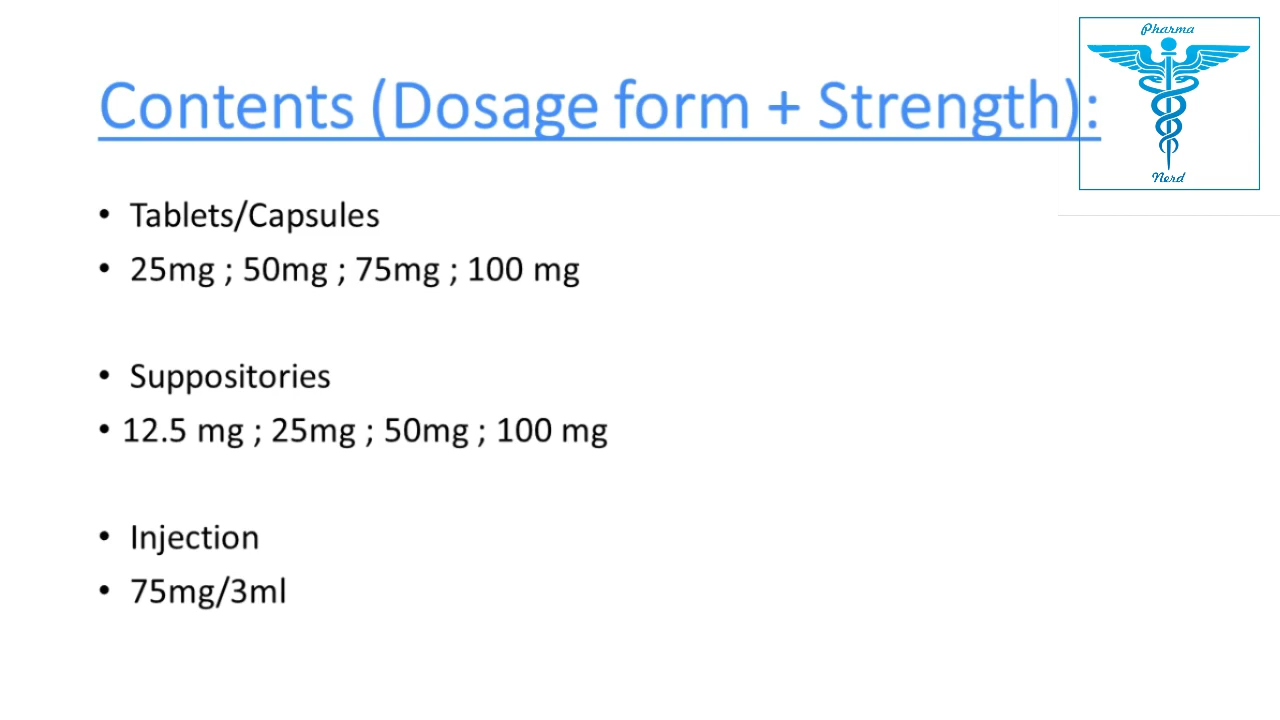 Pharma
Contents (Dosage form + Strength):
Nerd
• Tablets/Capsules
• 25mg ; 50mg ; 75mg ; 100 mg
• Suppositories
• 12.5 mg ; 25mg ; 50mg ; 100 mg
• Injection
• 75mg/3ml